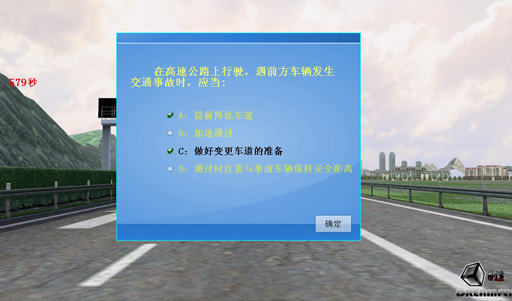 579秒
在高速公路上行驶，遇前方车辆发生
交通事故时，应当:
A: 提前降低车速
B: 加速通过
C: 做好变更车道的准备
D: 通过时注意与事故车辆保持安全距离
确定